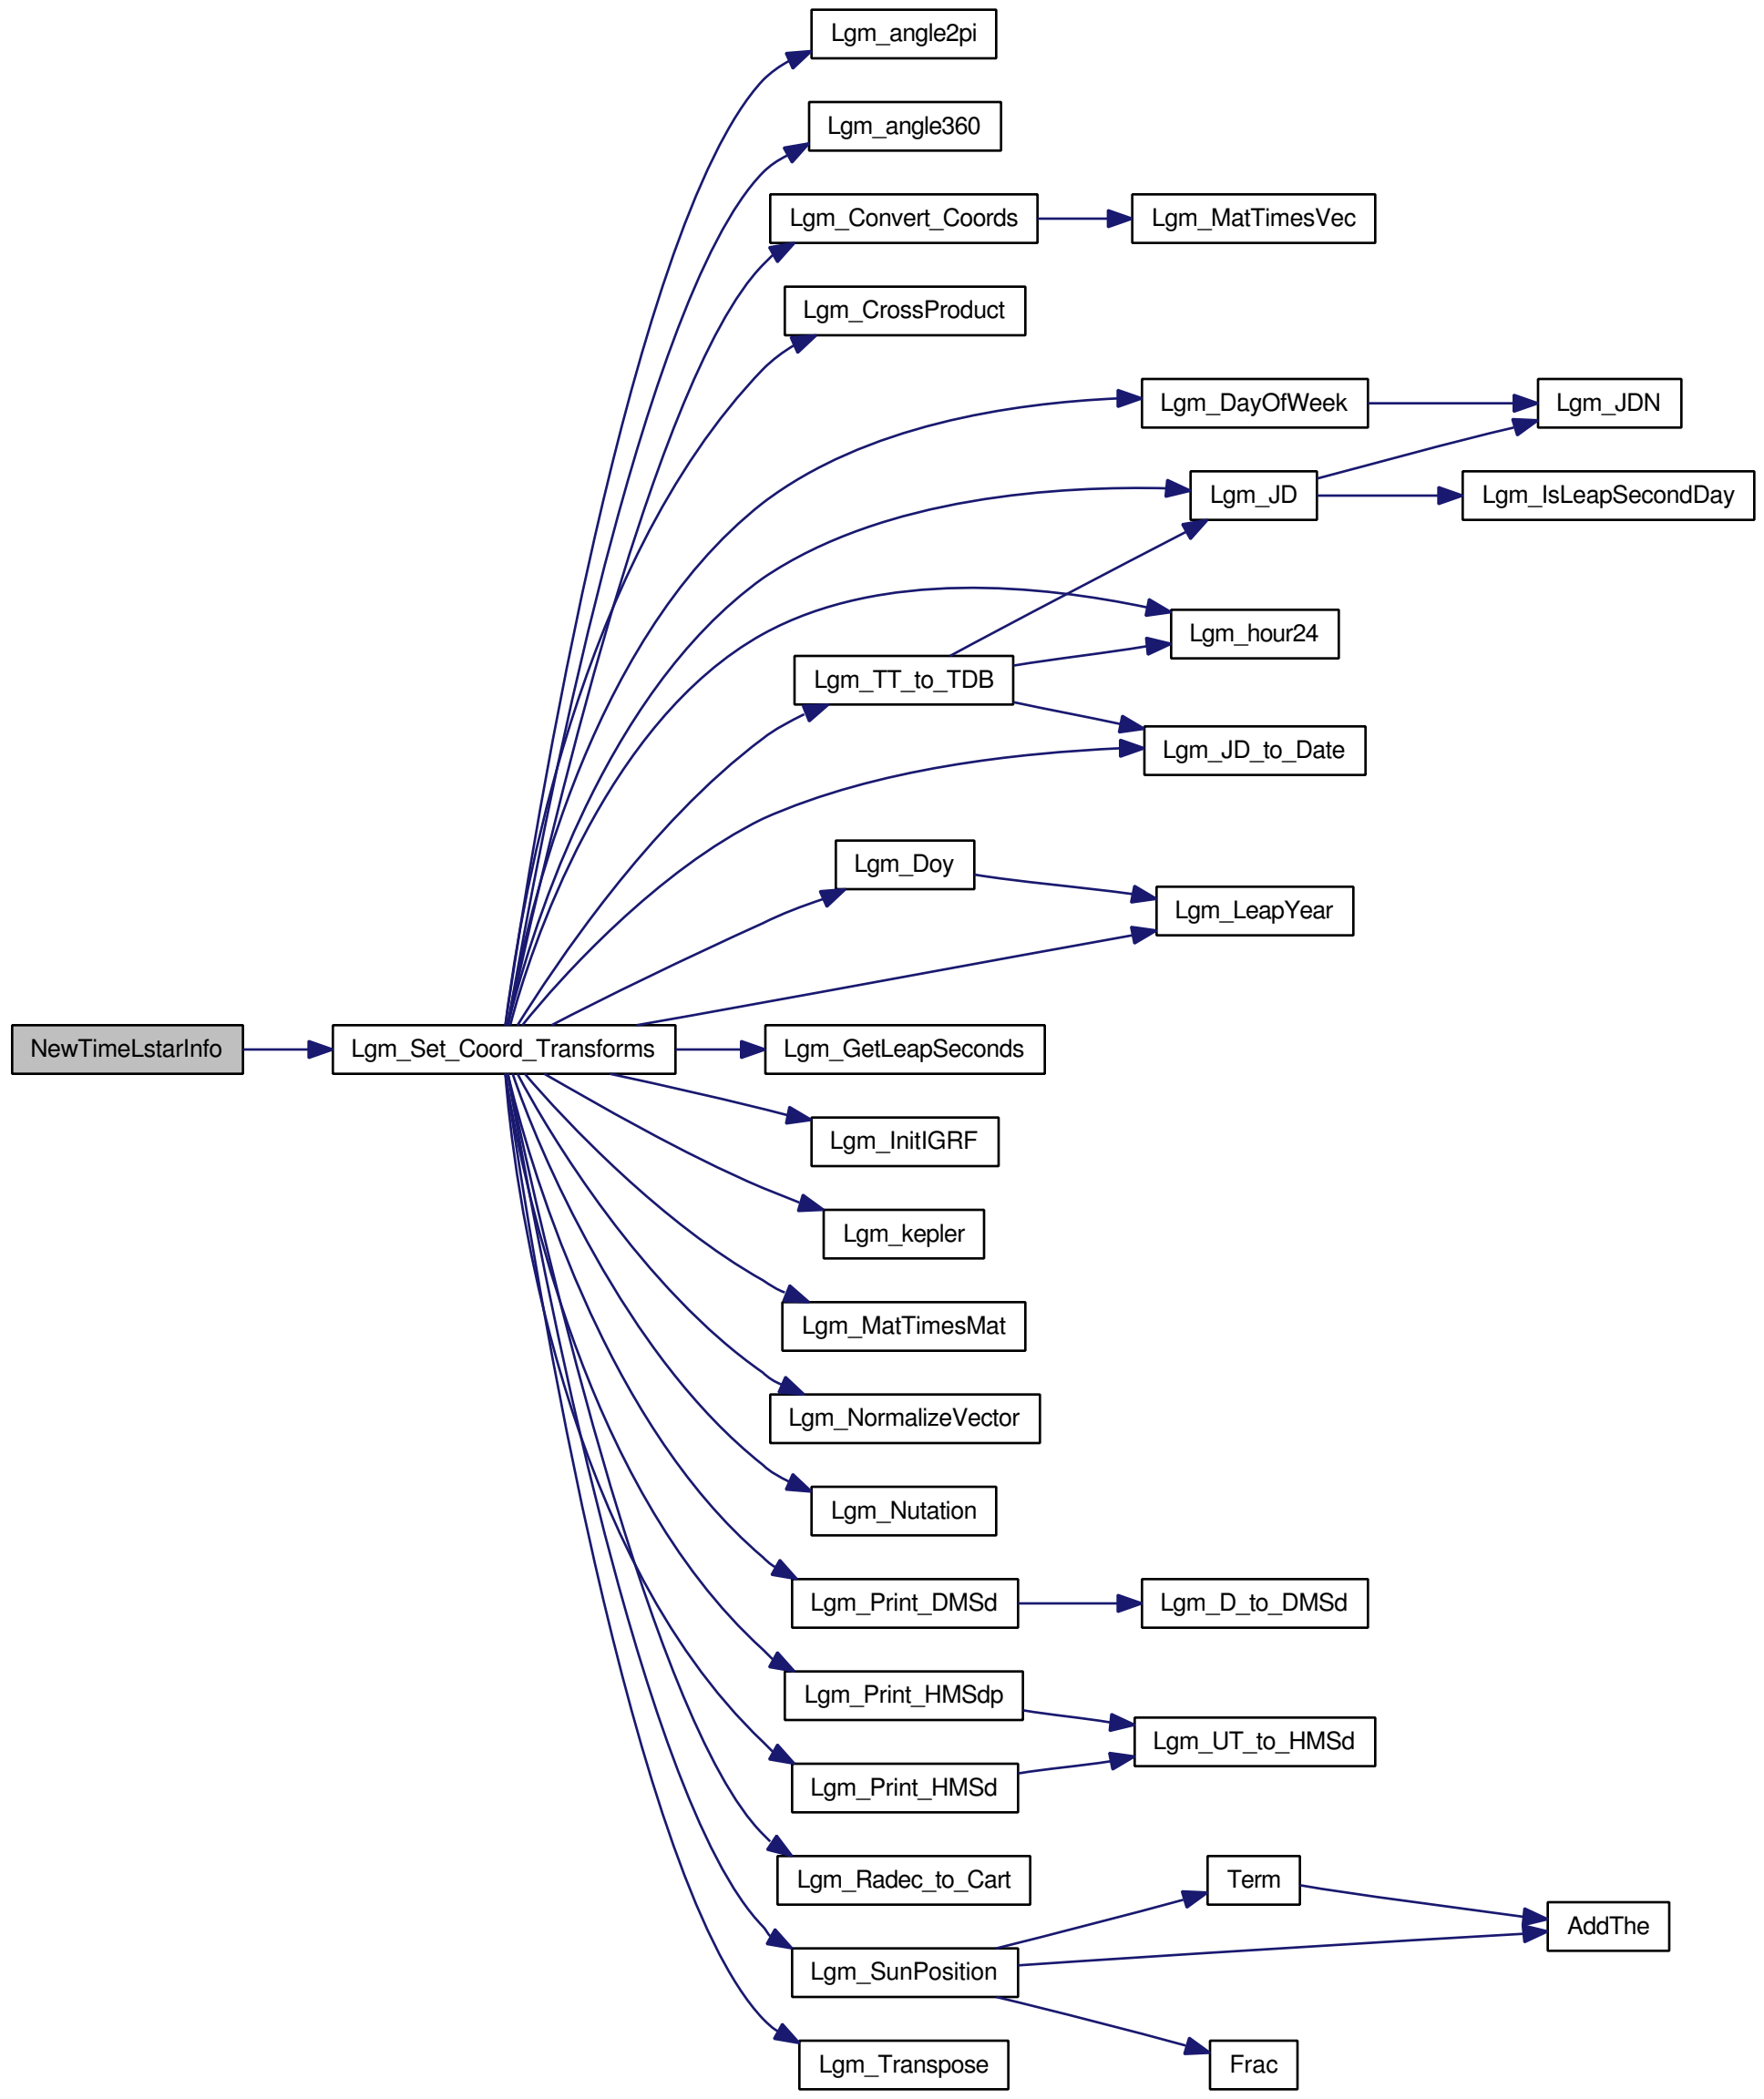 Lgm_angle2pi
Lgm_angle360
Lgm_Convert_Coords
Lgm_MatTimesVec
Lgm_CrossProduct
Lgm_DayOfWeek
Lgm_JDN
Lgm_JD
Lgm_IsLeapSecondDay
Lgm_hour24
Lgm_TT_to_TDB
Lgm_JD_to_Date
Lgm_Doy
Lgm_LeapYear
NewTimeLstarInfo
Lgm_Set_Coord_Transforms
Lgm_GetLeapSeconds
Lgm_InitIGRF
Lgm_kepler
Lgm_MatTimesMat
Lgm_NormalizeVector
Lgm_Nutation
Lgm_Print_DMSd
Lgm_D_to_DMSd
Lgm_Print_HMSdp
Lgm_UT_to_HMSd
Lgm_Print_HMSd
Lgm_Radec_to_Cart
Term
AddThe
Lgm_SunPosition
Lgm_Transpose
Frac